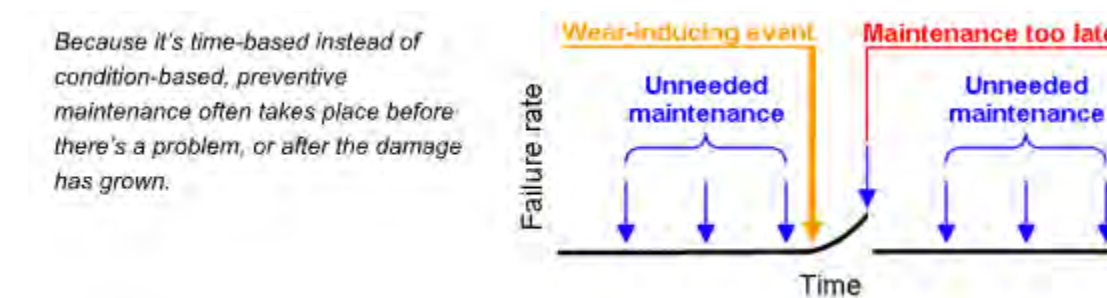 Because it's time-based instead of
condition-based, preventive
maintenance often takes place before
there's a problem, or after the damage
has grown.
Wear-inducing event
Maintenance too late
Unneeded
maintenance
Unneeded
maintenance
Failure rate
Time